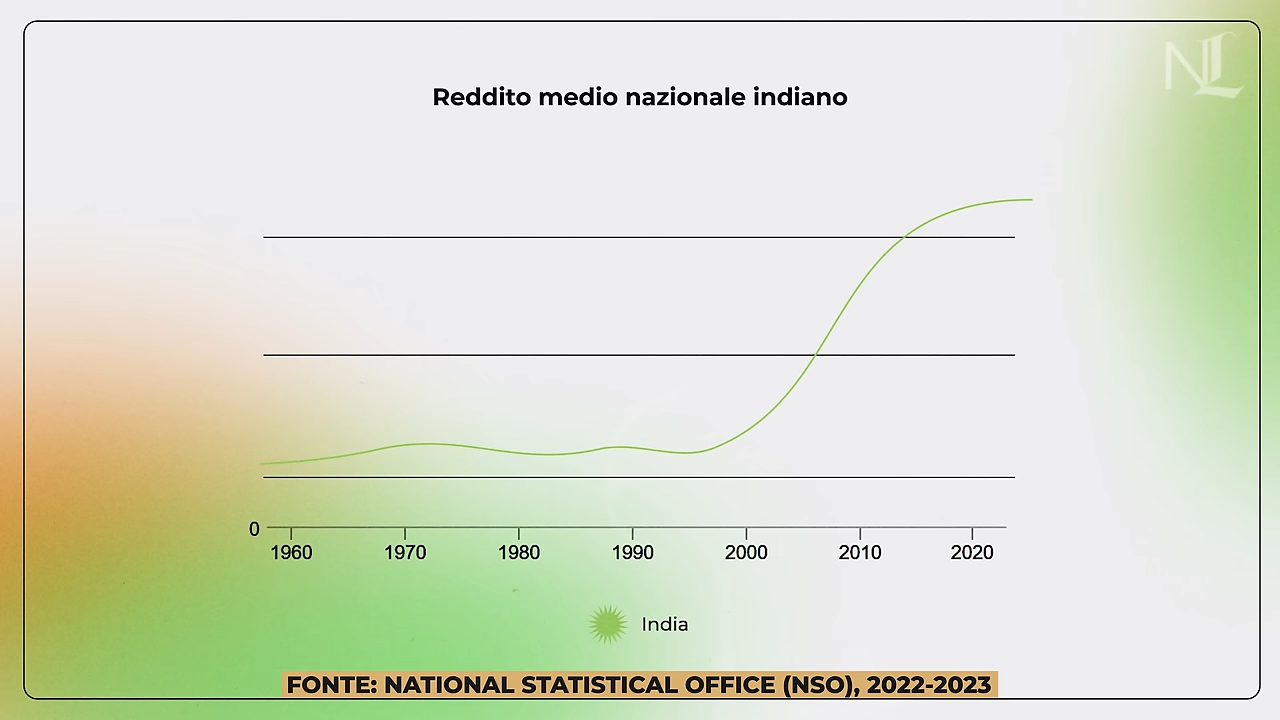 NL
Reddito medio nazionale indiano
0
1960 1970 1980 1990 2000 2010 2020
India
FONTE: NATIONAL STATISTICAL OFFICE (NSO), 2022-2023